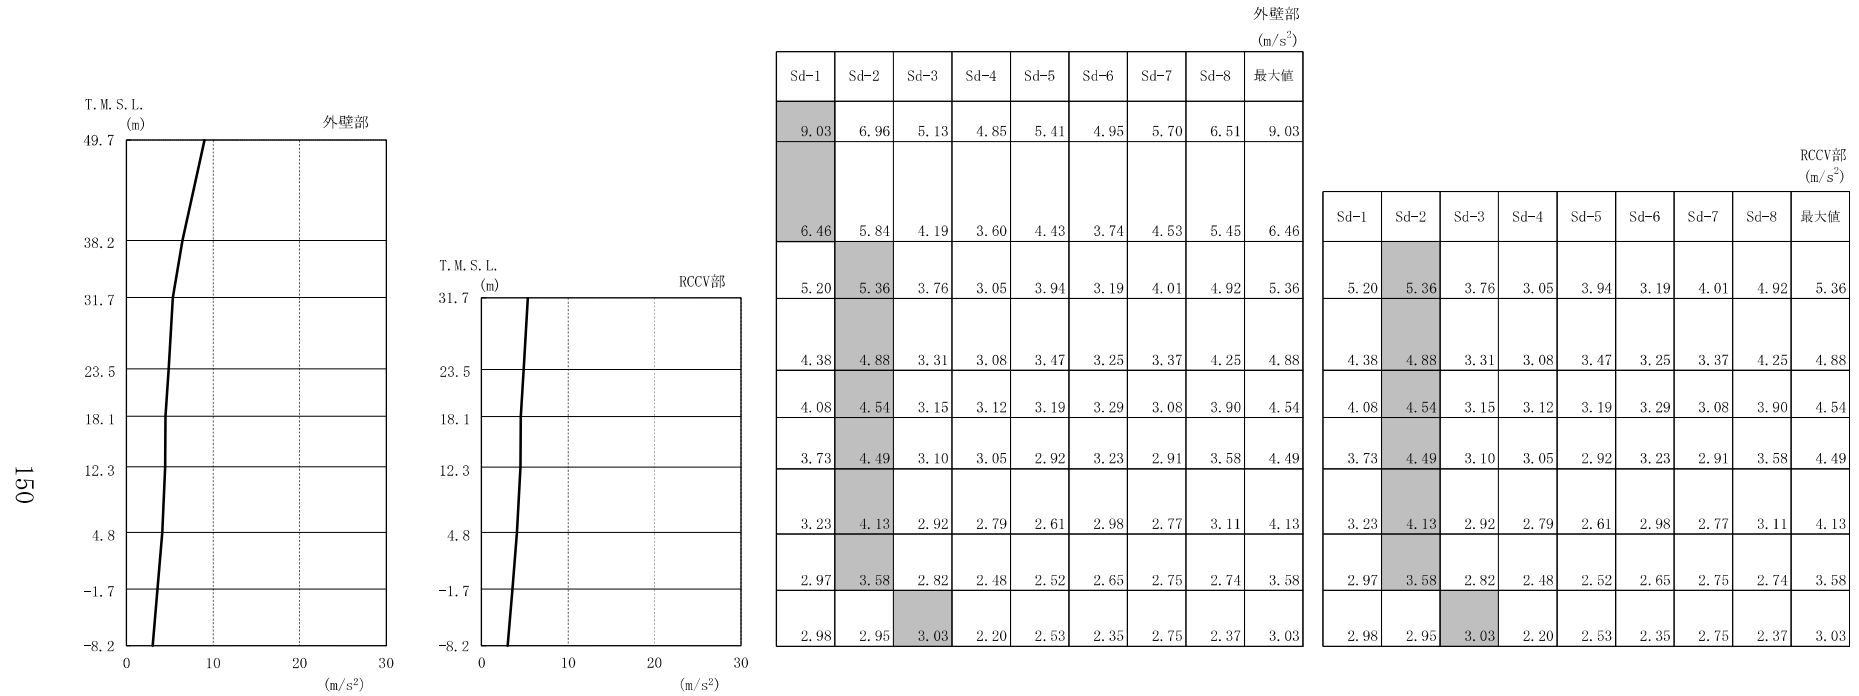 T.M.S.L.
(m)
外壁部
49.7
38.2
31.7
23.5
18.1
12.3
4.8
-1.7
-8.2
0 10 20 30
(m/s²)
T.M.S.L.
(m)
RCCV部
31.7
23.5
18.1
12.3
4.8
-1.7
-8.2
0 10 20 30
(m/s²)
外壁部
(m/s²)
Sd-1 Sd-2 Sd-3 Sd-4 Sd-5 Sd-6 Sd-7 Sd-8 最大値
9.03 6.96 5.13 4.85 5.41 4.95 5.70 6.51 9.03
6.46 5.84 4.19 3.60 4.43 3.74 4.53 5.45 6.46
5.20 5.36 3.76 3.05 3.94 3.19 4.01 4.92 5.36
4.38 4.88 3.31 3.08 3.47 3.25 3.37 4.25 4.88
4.08 4.54 3.15 3.12 3.19 3.29 3.08 3.90 4.54
3.73 4.49 3.10 3.05 2.92 3.23 2.91 3.58 4.49
3.23 4.13 2.92 2.79 2.61 2.98 2.77 3.11 4.13
2.97 3.58 2.82 2.48 2.52 2.65 2.75 2.74 3.58
2.98 2.95 3.03 2.20 2.53 2.35 2.75 2.37 3.03
RCCV部
(m/s²)
Sd-1 Sd-2 Sd-3 Sd-4 Sd-5 Sd-6 Sd-7 Sd-8 最大値
5.20 5.36 3.76 3.05 3.94 3.19 4.01 4.92 5.36
4.38 4.88 3.31 3.08 3.47 3.25 3.37 4.25 4.88
4.08 4.54 3.15 3.12 3.19 3.29 3.08 3.90 4.54
3.73 4.49 3.10 3.05 2.92 3.23 2.91 3.58 4.49
3.23 4.13 2.92 2.79 2.61 2.98 2.77 3.11 4.13
2.97 3.58 2.82 2.48 2.52 2.65 2.75 2.74 3.58
2.98 2.95 3.03 2.20 2.53 2.35 2.75 2.37 3.03
150